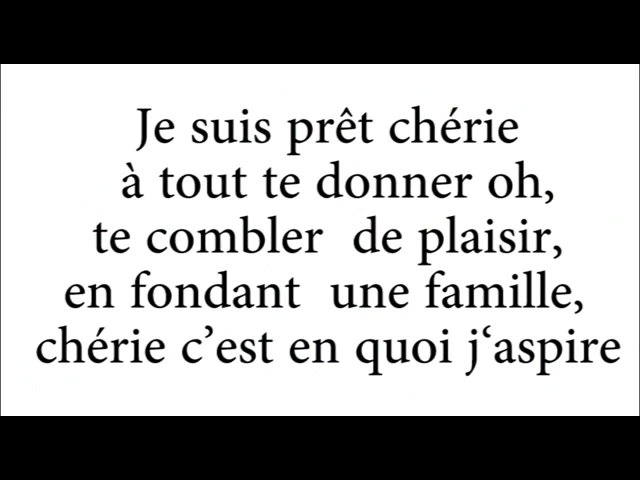 Je suis prêt chérie
à tout te donner oh,
te combler  de plaisir,
en fondant  une famille,
chérie c’est en quoi j‘aspire